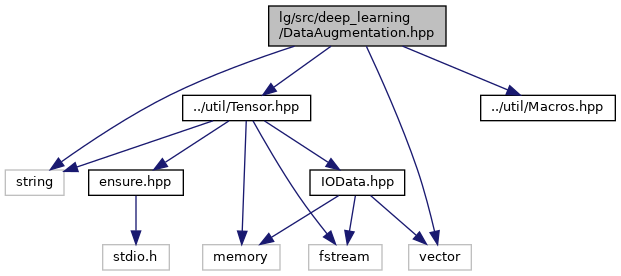 lg/src/deep_learning
/DataAugmentation.hpp
../util/Tensor.hpp
../util/Macros.hpp
string
ensure.hpp
IOData.hpp
stdio.h
memory
fstream
vector